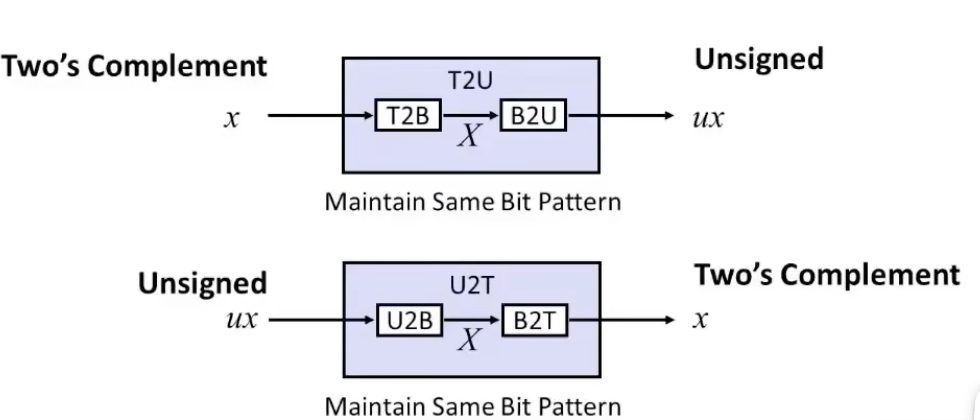 Two's Complement
Unsigned
T2U
x
T2B
B2U
ux
X
Maintain Same Bit Pattern
Unsigned
Two's Complement
U2T
ux
U2B
B2T
x
X
Maintain Same Bit Pattern